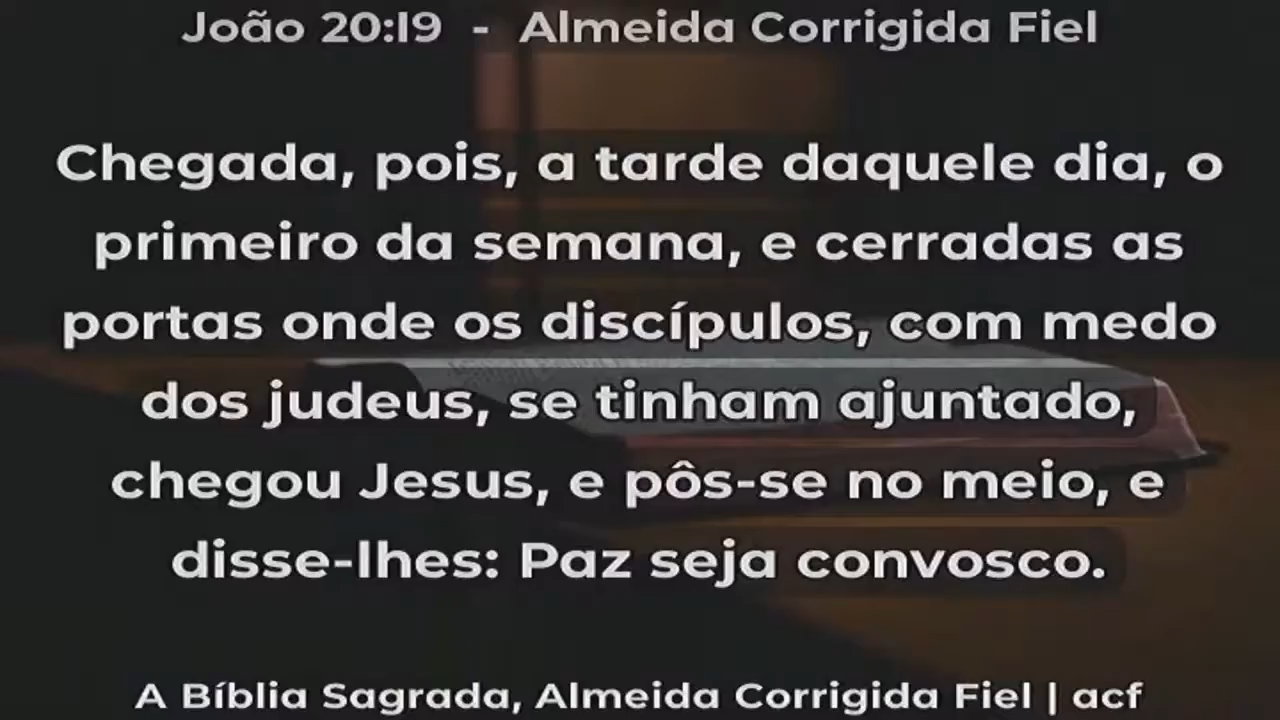 João 20:19 - Almeida Corrigida Fiel
Chegada, pois, a tarde daquele dia, o
primeiro da semana, e cerradas as
portas onde os discípulos, com medo
dos judeus, se tinham ajuntado,
chegou Jesus, e pôs-se no meio, e
disse-lhes: Paz seja convosco.
A Bíblia Sagrada, Almeida Corrigida Fiel | acf